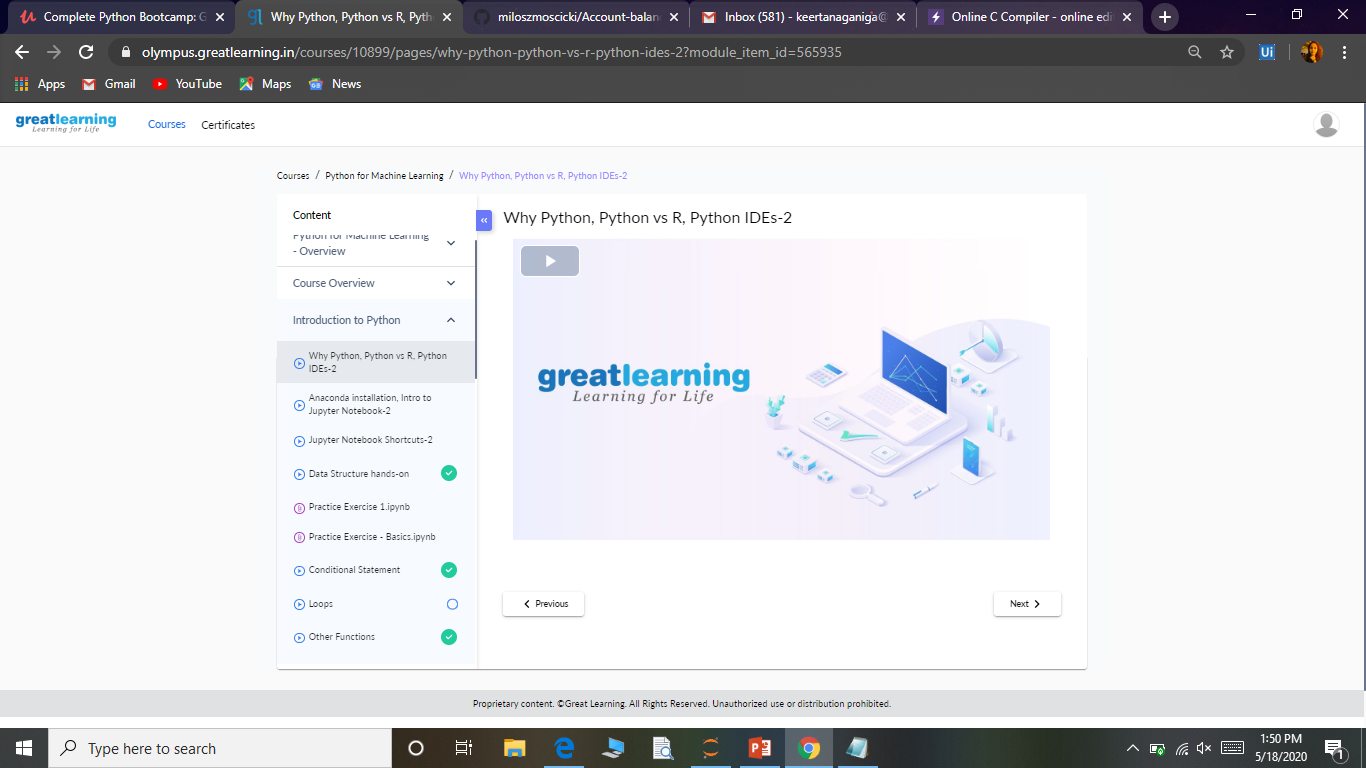 Complete Python Bootcamp: G
Why Python, Python vs R, Pyth
miloszmoscicki/Account-balan
Inbox (581) - keertanaganiga@
Online C Compiler - online edi
olympus.greatlearning.in/courses/10899/pages/why-python-python-vs-r-python-ides-2?module_item_id=565935
Ui
Apps
Gmail
YouTube
Maps
News
greatlearning
Learning for Life
Courses
Certificates
Courses / Python for Machine Learning / Why Python, Python vs R, Python IDEs-2
Content
Python for Machine Learning
- Overview
Course Overview
Introduction to Python
Why Python, Python vs R, Python
IDEs-2
Anaconda installation, Intro to
Jupyter Notebook-2
Jupyter Notebook Shortcuts-2
Data Structure hands-on
Practice Exercise 1.ipynb
Practice Exercise - Basics.ipynb
Conditional Statement
Loops
Other Functions
«
Why Python, Python vs R, Python IDEs-2
greatlearning
Learning for Life
Previous
Next
Proprietary content. ©Great Learning. All Rights Reserved. Unauthorized use or distribution prohibited.
Type here to search
1:50 PM
5/18/2020
1